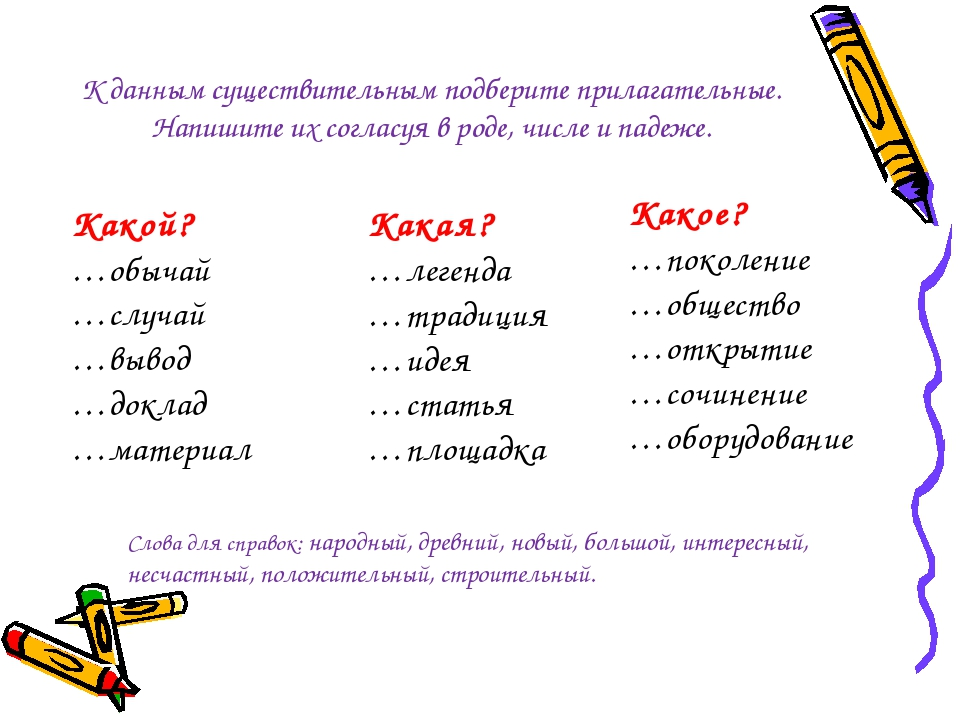 К данным существительным подберите прилагательные.
Напишите их согласуя в роде, числе и падеже.
Какой?
…обычай
…случай
…вывод
…доклад
…материал
Какая?
…легенда
…традиция
…идея
…статья
…площадка
Какое?
…поколение
…общество
…открытие
…сочинение
…оборудование
Слова для справок: народный, древний, новый, большой, интересный,
несчастный, положительный, строительный.